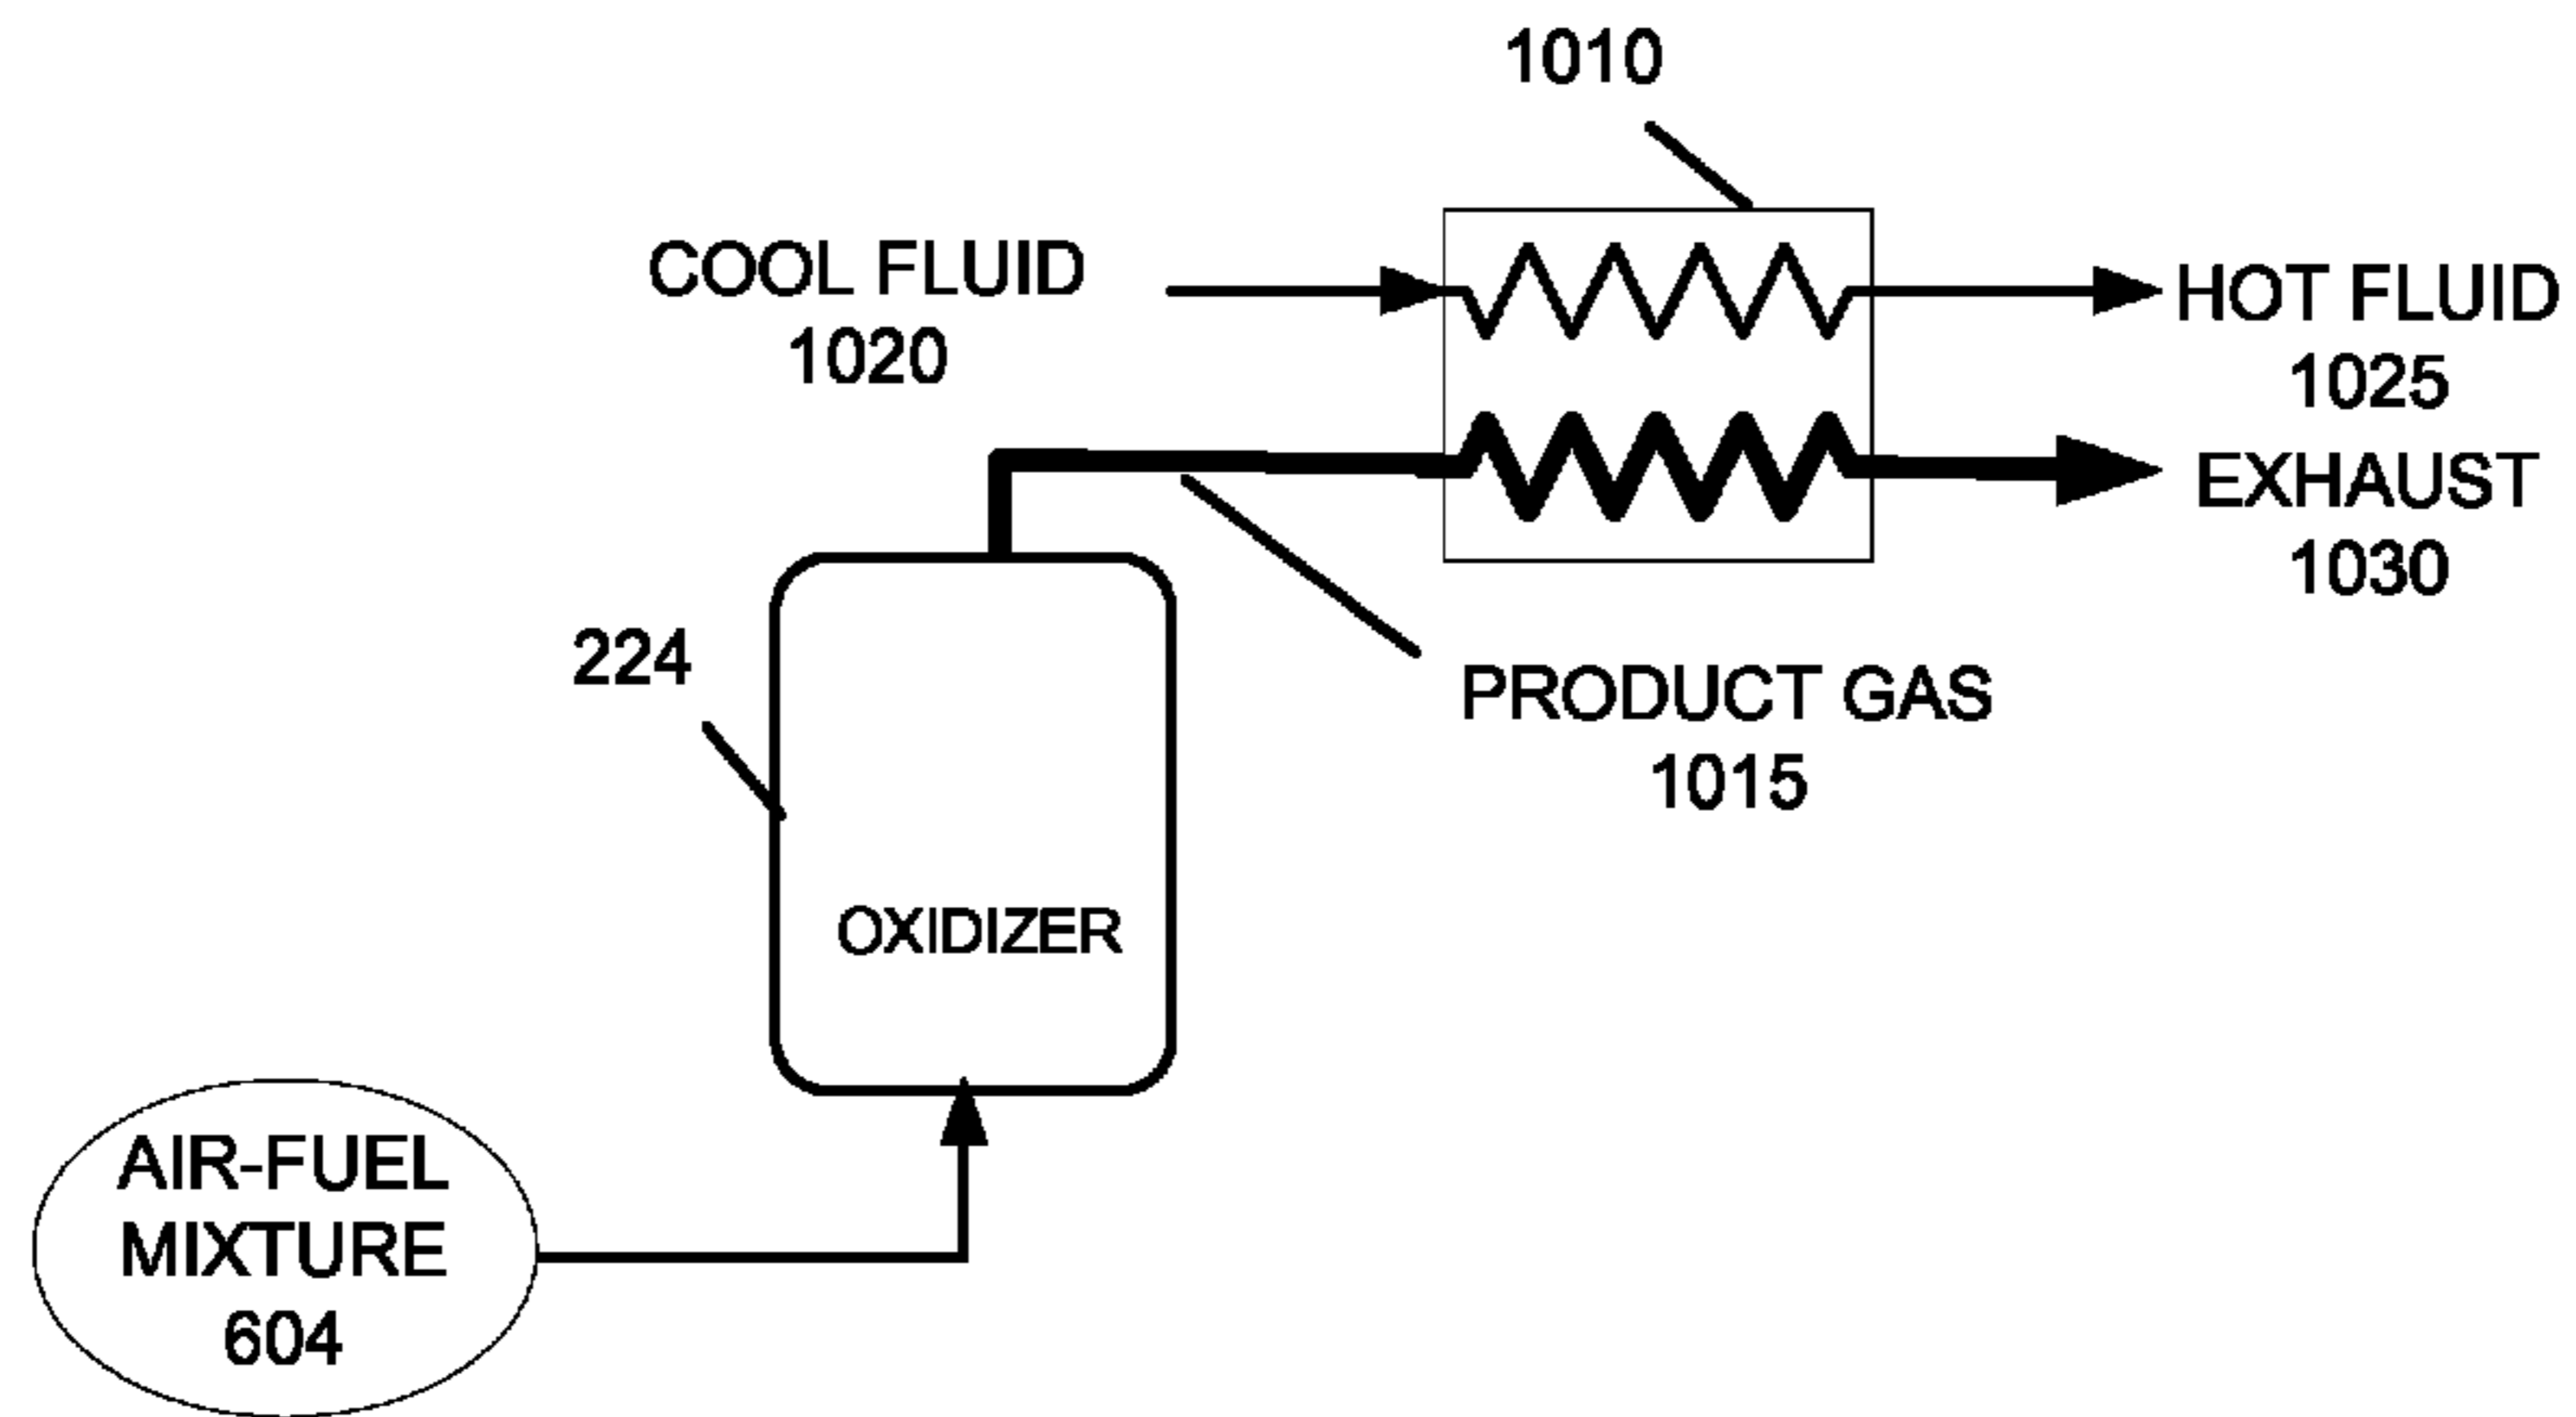 1010
COOL FLUID
1020
HOT FLUID
1025
EXHAUST
1030
224
PRODUCT GAS
1015
OXIDIZER
AIR-FUEL
MIXTURE
604